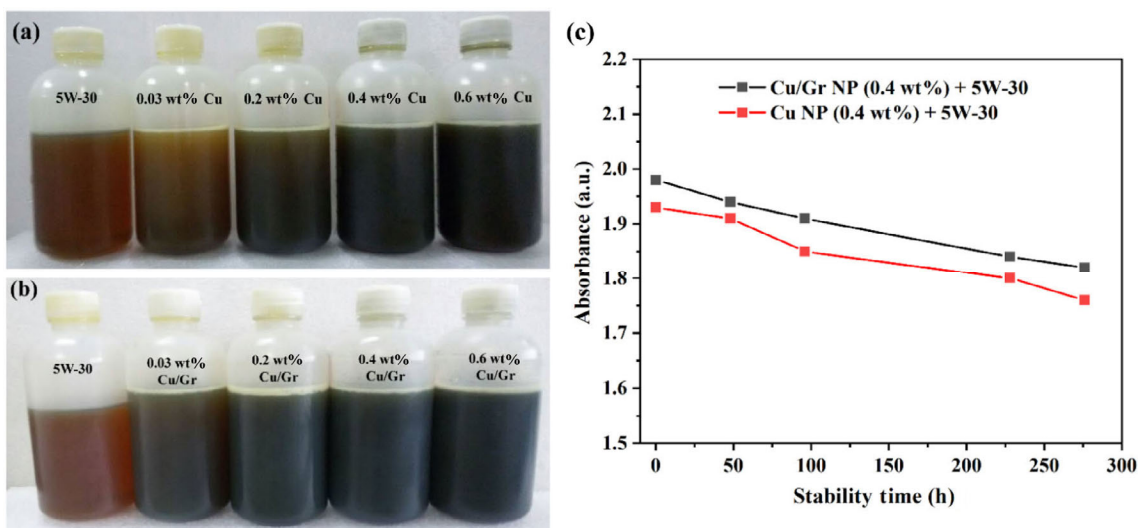 (a)
5W-30
0.03 wt% Cu
0.2 wt% Cu
0.4 wt% Cu
0.6 wt% Cu
(b)
5W-30
0.03 wt%
Cu/Gr
0.2 wt%
Cu/Gr
0.4 wt%
Cu/Gr
0.6 wt%
Cu/Gr
(c)
Absorbance (a.u.)
2.2
2.1
2.0
1.9
1.8
1.7
1.6
1.5
Cu/Gr NP (0.4 wt%) + 5W-30
Cu NP (0.4 wt%) + 5W-30
0
50
100
150
200
250
300
Stability time (h)